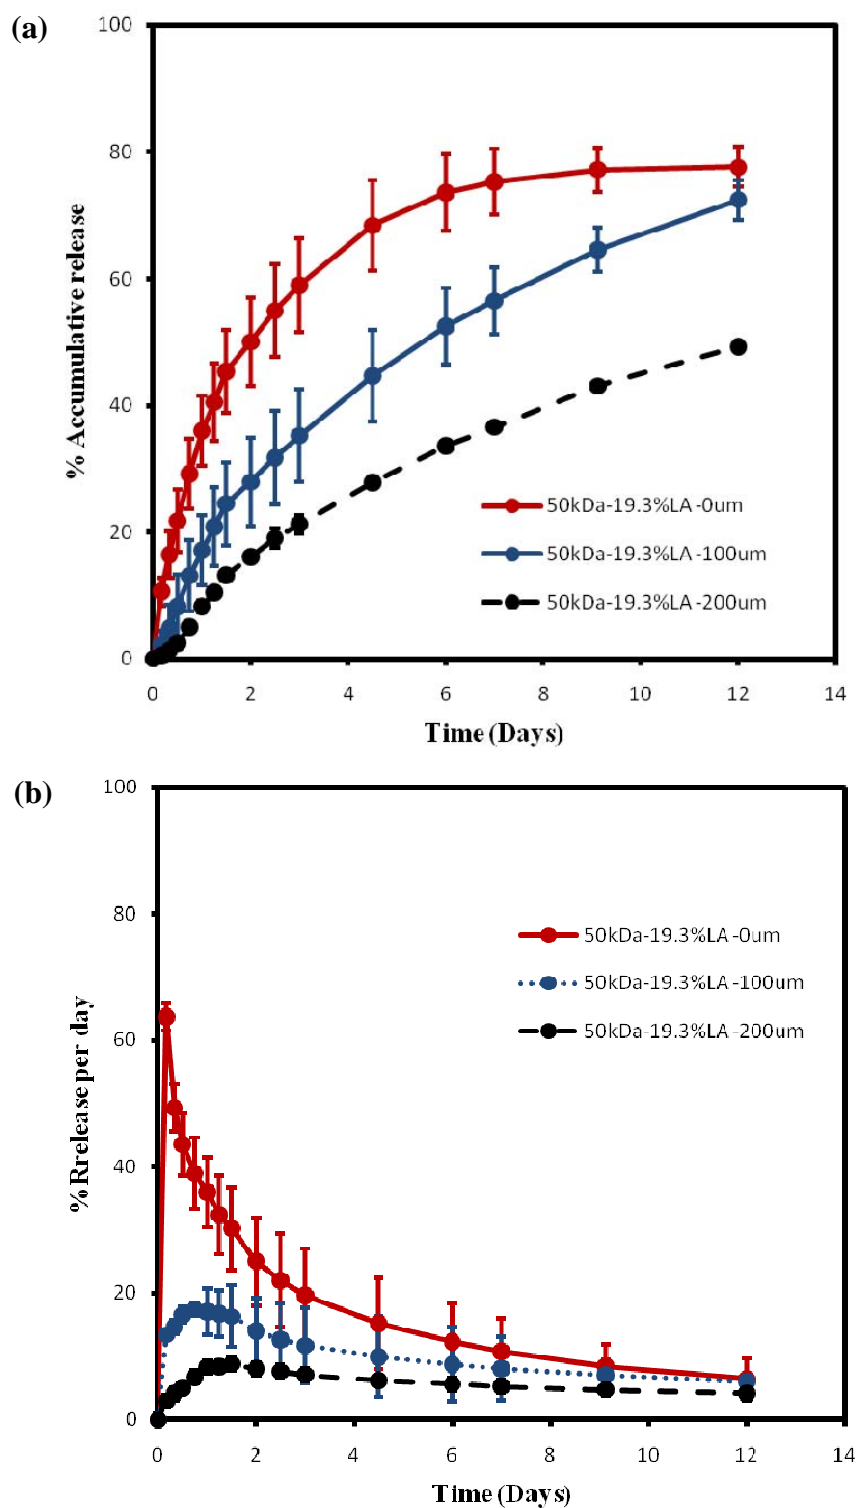 (a)
100
80
60
40
20
0
% Accumulative release
50kDa-19.3%LA-0um
50kDa-19.3%LA-100um
50kDa-19.3%LA-200um
0 2 4 6 8 10 12 14
Time (Days)
(b)
100
80
60
40
20
0
% Rrelease per day
50kDa-19.3%LA-0um
50kDa-19.3%LA-100um
50kDa-19.3%LA-200um
0 2 4 6 8 10 12 14
Time (Days)